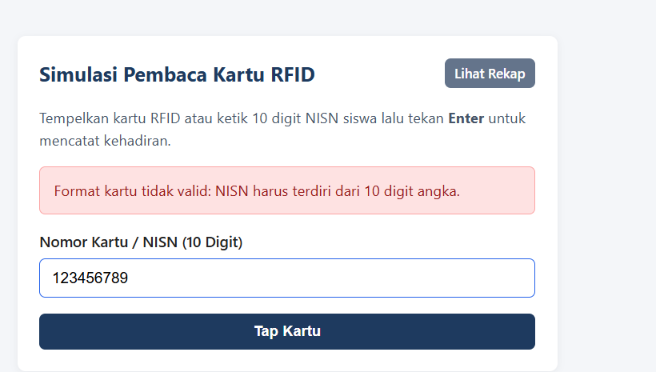 Simulasi Pembaca Kartu RFID
Lihat Rekap
Tempelkan kartu RFID atau ketik 10 digit NISN siswa lalu tekan Enter untuk
mencatat kehadiran.
Format kartu tidak valid: NISN harus terdiri dari 10 digit angka.
Nomor Kartu / NISN (10 Digit)
123456789
Tap Kartu